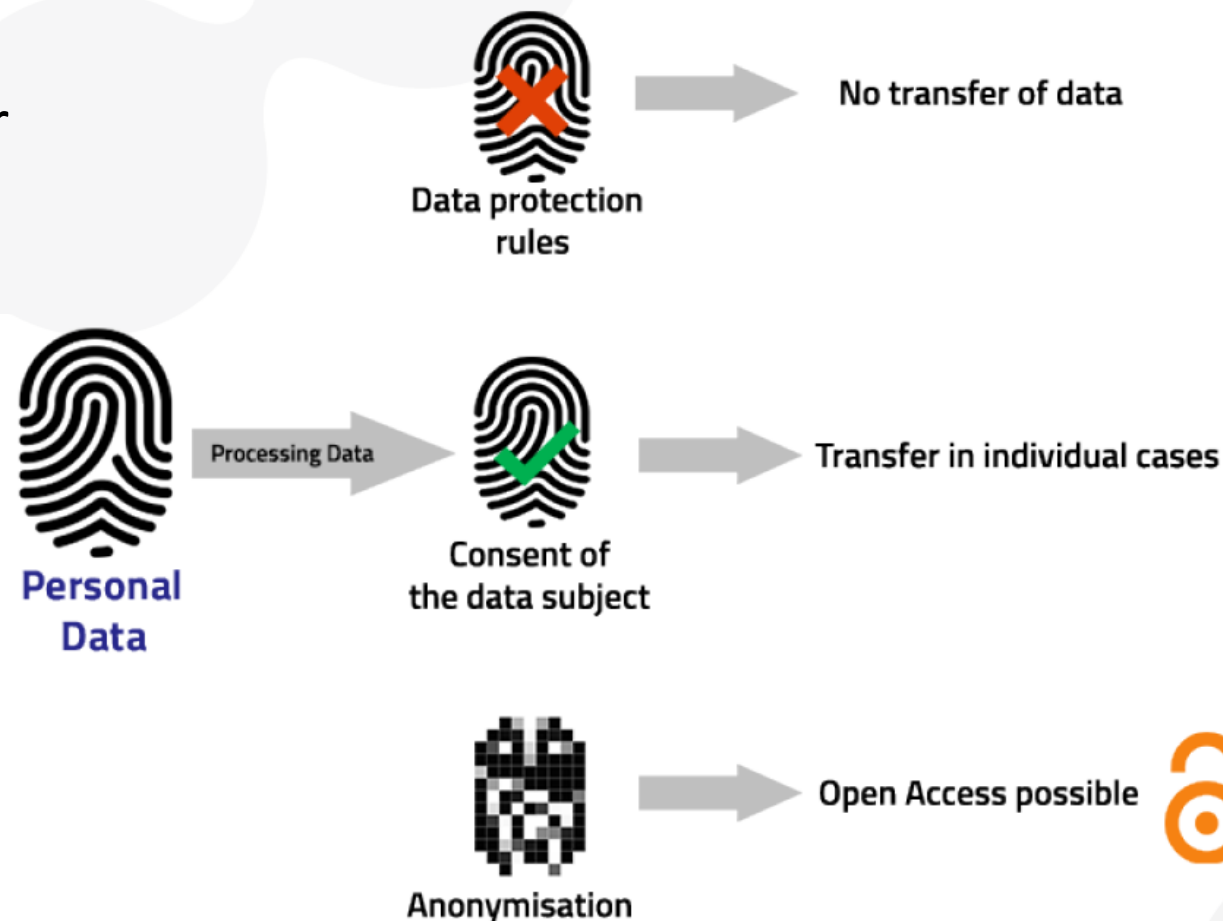 r
No transfer of data
Data protection
rules
Processing Data
Transfer in individual cases
Personal
Data
Consent of
the data subject
Open Access possible
Anonymisation